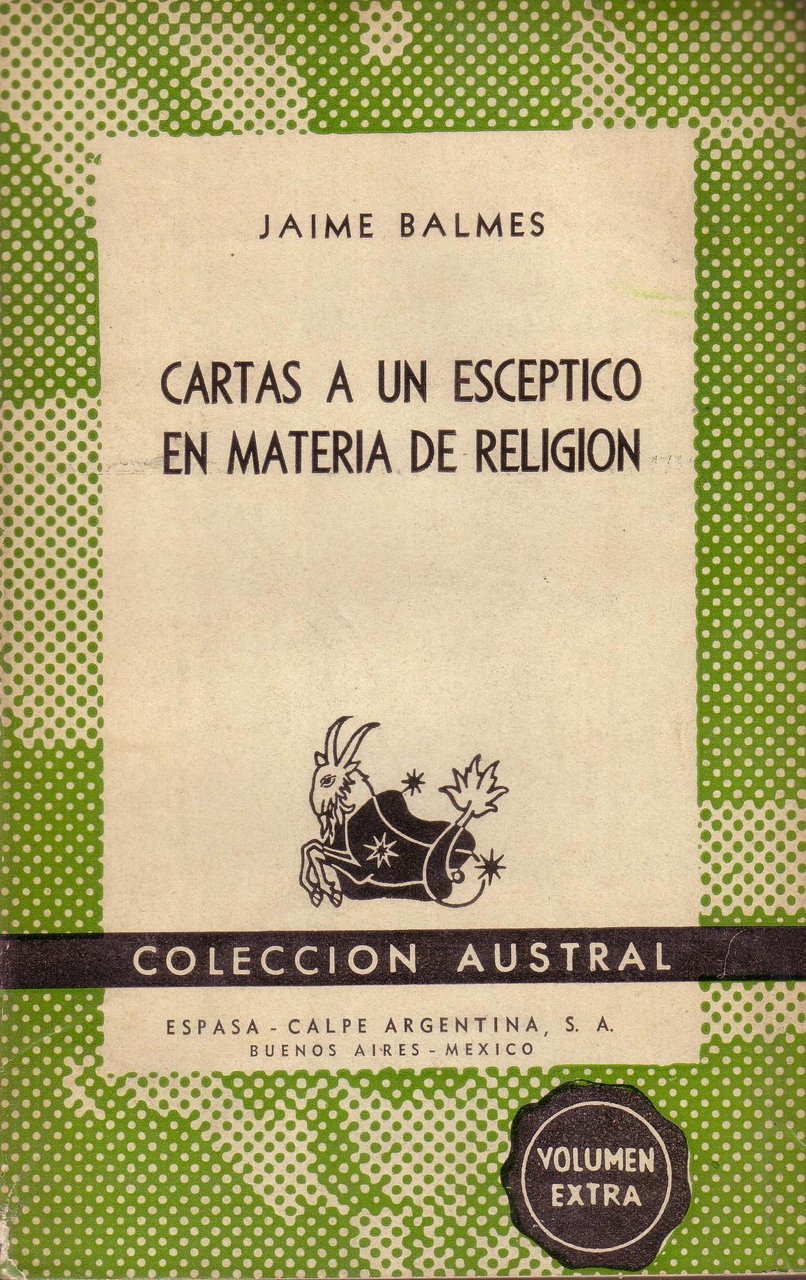 JAIME BALMES
CARTAS A UN ESCEPTICO
EN MATERIA DE RELIGION
COLECCION AUSTRAL
ESPASA - CALPE ARGENTINA, S. A.
BUENOS AIRES - MEXICO
VOLUMEN
EXTRA